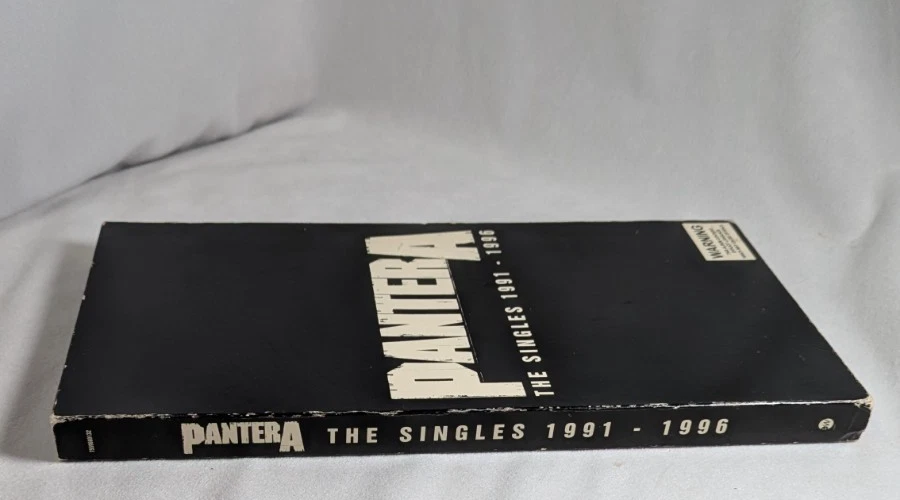 PANTERA
THE SINGLES 1991 - 1996
WARNING
PANTERA THE SINGLES 1991 - 1996